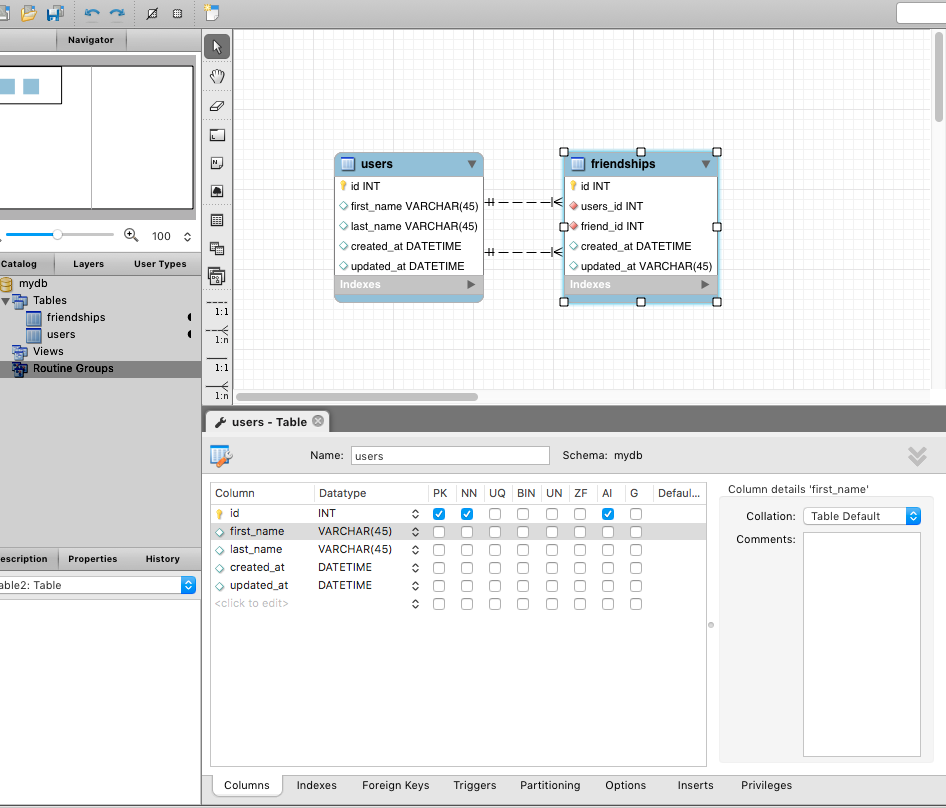 Navigator
users
id INT
first_name VARCHAR(45)
last_name VARCHAR(45)
created_at DATETIME
updated_at DATETIME
Indexes
friendships
id INT
users_id INT
friend_id INT
created_at DATETIME
updated_at VARCHAR(45)
Indexes
100
Catalog Layers User Types
mydb
Tables
friendships
users
Views
Routine Groups
1:1
1:n
1:1
1:n
users - Table
Name: users Schema: mydb
Column Datatype PK NN UQ BIN UN ZF AI G Defaul...
id INT
first_name VARCHAR(45)
last_name VARCHAR(45)
created_at DATETIME
updated_at DATETIME
<click to edit>
Column details 'first_name'
Collation: Table Default
Comments:
escription Properties History
able2: Table
Columns Indexes Foreign Keys Triggers Partitioning Options Inserts Privileges